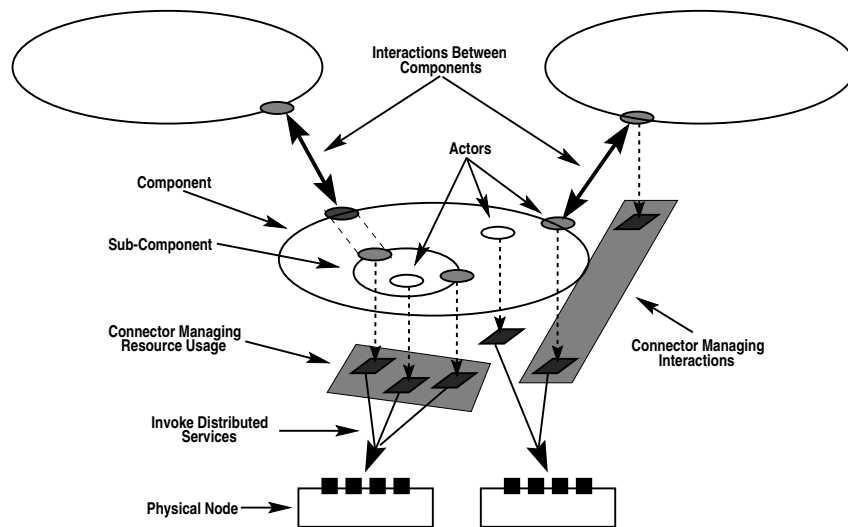 Interactions Between
Components
Actors
Component
Sub-Component
Connector Managing
Resource Usage
Connector Managing
Interactions
Invoke Distributed
Services
Physical Node